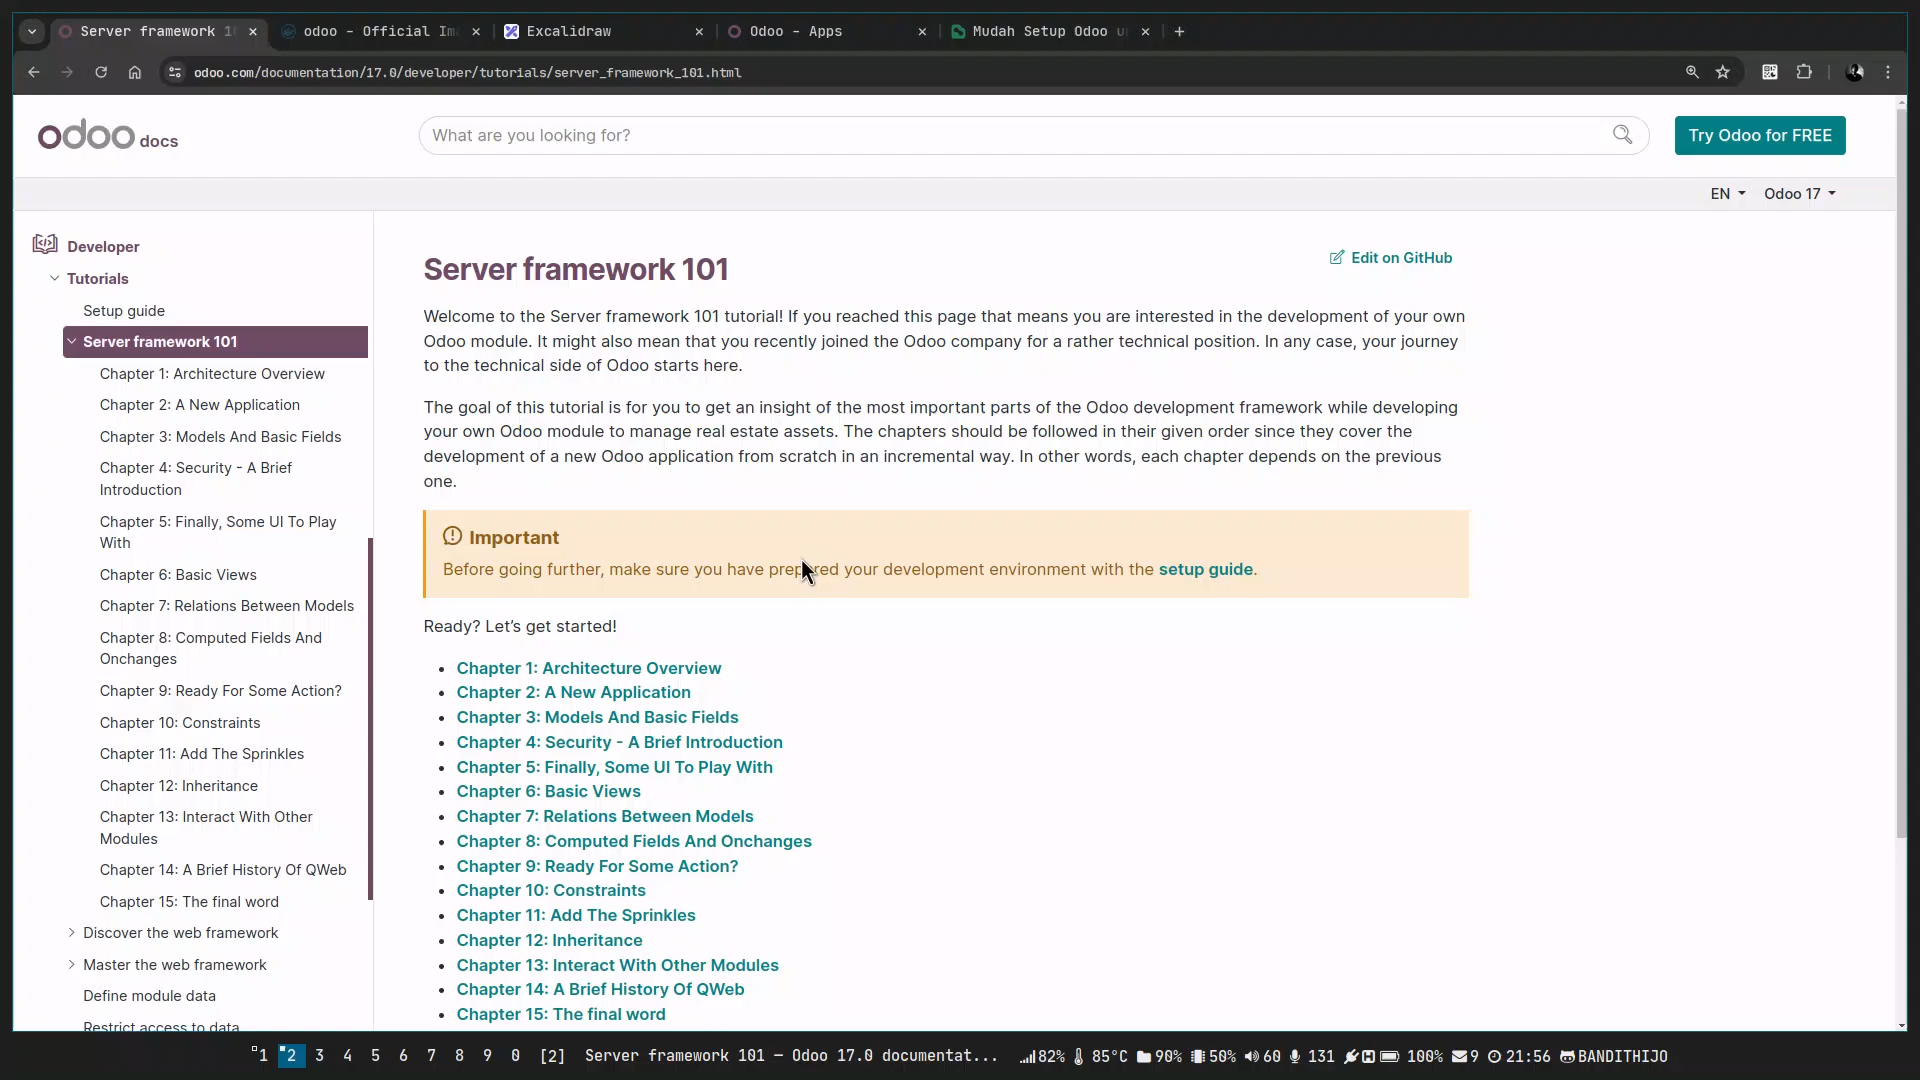 Server framework 1
odoo - Official Im
Excalidraw
Odoo - Apps
Mudah Setup Odoo u
odoo.com/documentation/17.0/developer/tutorials/server_framework_101.html
odoo docs
What are you looking for?
Try Odoo for FREE
EN
Odoo 17
Developer
Tutorials
Setup guide
Server framework 101
Chapter 1: Architecture Overview
Chapter 2: A New Application
Chapter 3: Models And Basic Fields
Chapter 4: Security - A Brief
Introduction
Chapter 5: Finally, Some UI To Play
With
Chapter 6: Basic Views
Chapter 7: Relations Between Models
Chapter 8: Computed Fields And
Onchanges
Chapter 9: Ready For Some Action?
Chapter 10: Constraints
Chapter 11: Add The Sprinkles
Chapter 12: Inheritance
Chapter 13: Interact With Other
Modules
Chapter 14: A Brief History Of QWeb
Chapter 15: The final word
Discover the web framework
Master the web framework
Define module data
Restrict access to data
Server framework 101
Edit on GitHub
Welcome to the Server framework 101 tutorial! If you reached this page that means you are interested in the development of your own
Odoo module. It might also mean that you recently joined the Odoo company for a rather technical position. In any case, your journey
to the technical side of Odoo starts here.
The goal of this tutorial is for you to get an insight of the most important parts of the Odoo development framework while developing
your own Odoo module to manage real estate assets. The chapters should be followed in their given order since they cover the
development of a new Odoo application from scratch in an incremental way. In other words, each chapter depends on the previous
one.
Important
Before going further, make sure you have prepared your development environment with the setup guide.
Ready? Let's get started!
Chapter 1: Architecture Overview
Chapter 2: A New Application
Chapter 3: Models And Basic Fields
Chapter 4: Security - A Brief Introduction
Chapter 5: Finally, Some UI To Play With
Chapter 6: Basic Views
Chapter 7: Relations Between Models
Chapter 8: Computed Fields And Onchanges
Chapter 9: Ready For Some Action?
Chapter 10: Constraints
Chapter 11: Add The Sprinkles
Chapter 12: Inheritance
Chapter 13: Interact With Other Modules
Chapter 14: A Brief History Of QWeb
Chapter 15: The final word
1 2 3 4 5 6 7 8 9 0 [2] Server framework 101 — Odoo 17.0 documentat... 82% 85°C 90% 50% 60 131 H 100% 9 21:56 BANDITHIJO